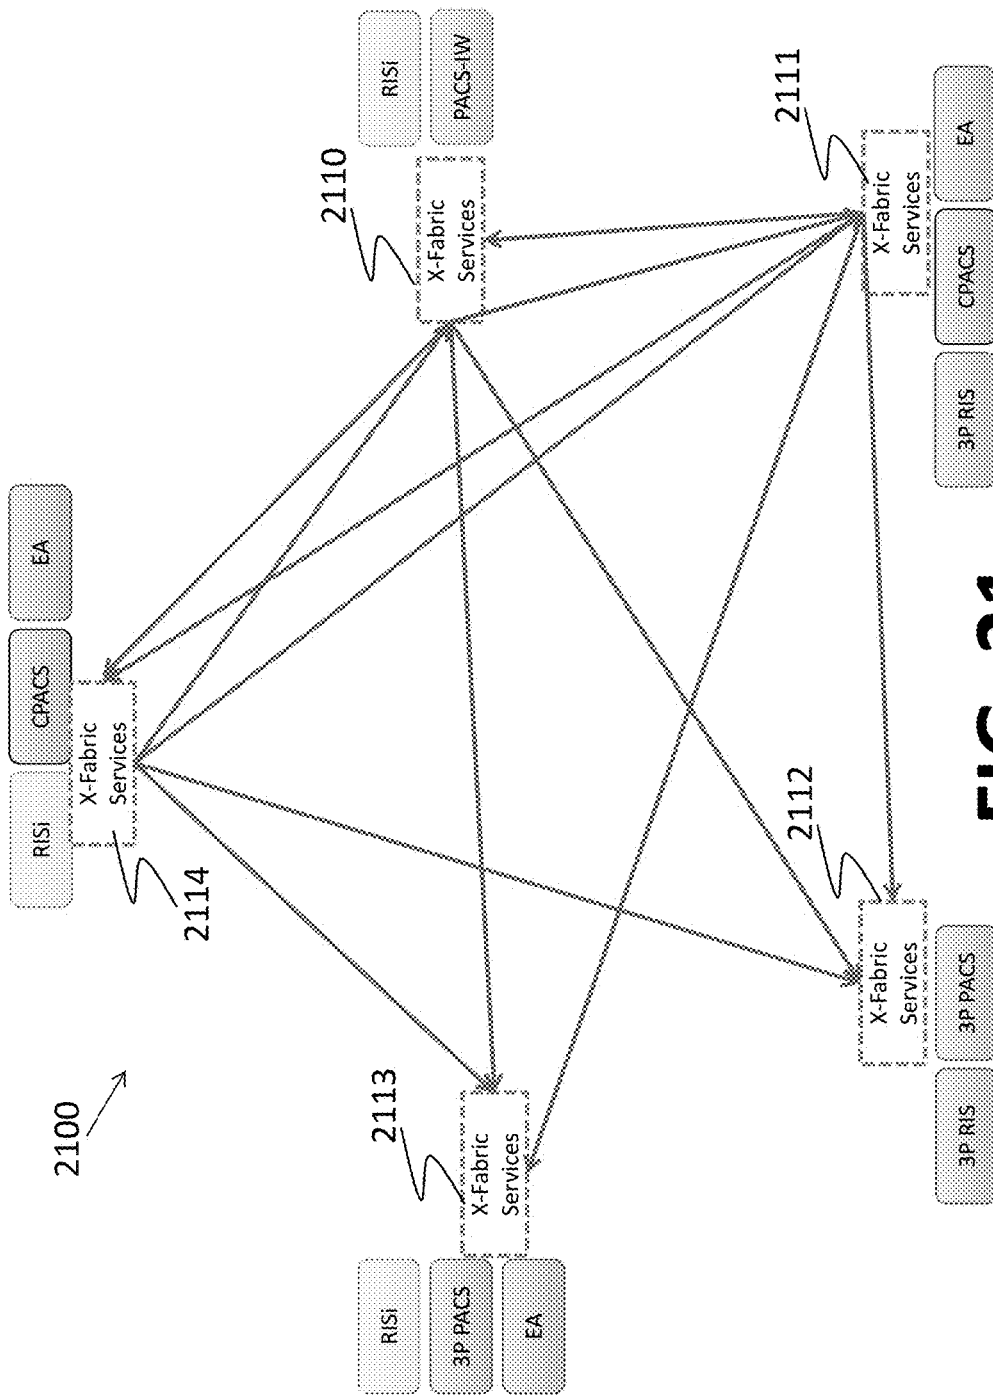 RISi
CPACS
EA
X-Fabric
Services
2100
2114
2110
RISi
PACS-IW
X-Fabric
Services
2113
RISi
3P PACS
EA
X-Fabric
Services
2112
X-Fabric
Services
3P RIS
3P PACS
2111
X-Fabric
Services
3P RIS
CPACS
EA